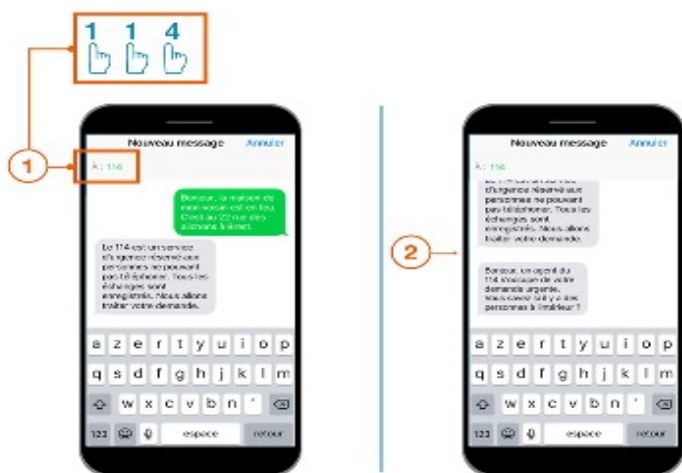 1 1 4
1
Nouveau message Annuler
À : 114
Bonjour, la maison de
mon voisin est en feu.
C'est au 22 rue des
à Brest.
Le 114 est un service
d'urgence réservé aux
personnes ne pouvant
pas téléphoner. Tous les
échanges sont
enregistrés. Nous allons
traiter votre demande.
a z e r t y u i o p
q s d f g h j k l m
w x c v b n '
123 espace retour
2
Nouveau message Annuler
À : 114
d'urgence réservé aux
personnes ne pouvant
pas téléphoner. Tous les
échanges sont
enregistrés. Nous allons
traiter votre demande.
Bonjour, un agent du
114 s'occupe de votre
demande urgente.
Vous savez s'il y a des
personnes à l'intérieur ?
a z e r t y u i o p
q s d f g h j k l m
w x c v b n '
123 espace retour